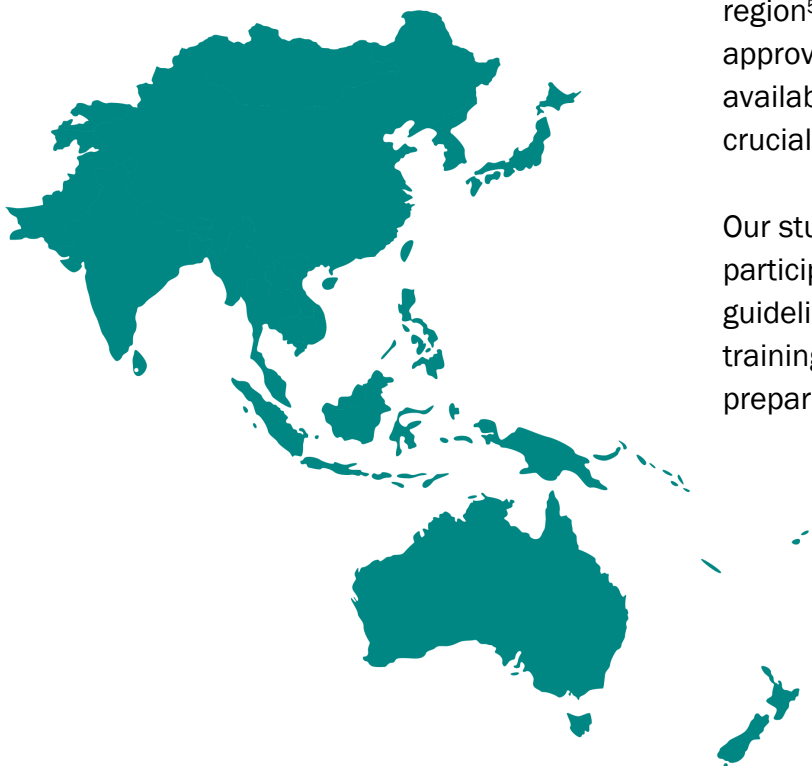 region⁵
approv
availab
crucial
Our stu
particip
guideli
training
prepar